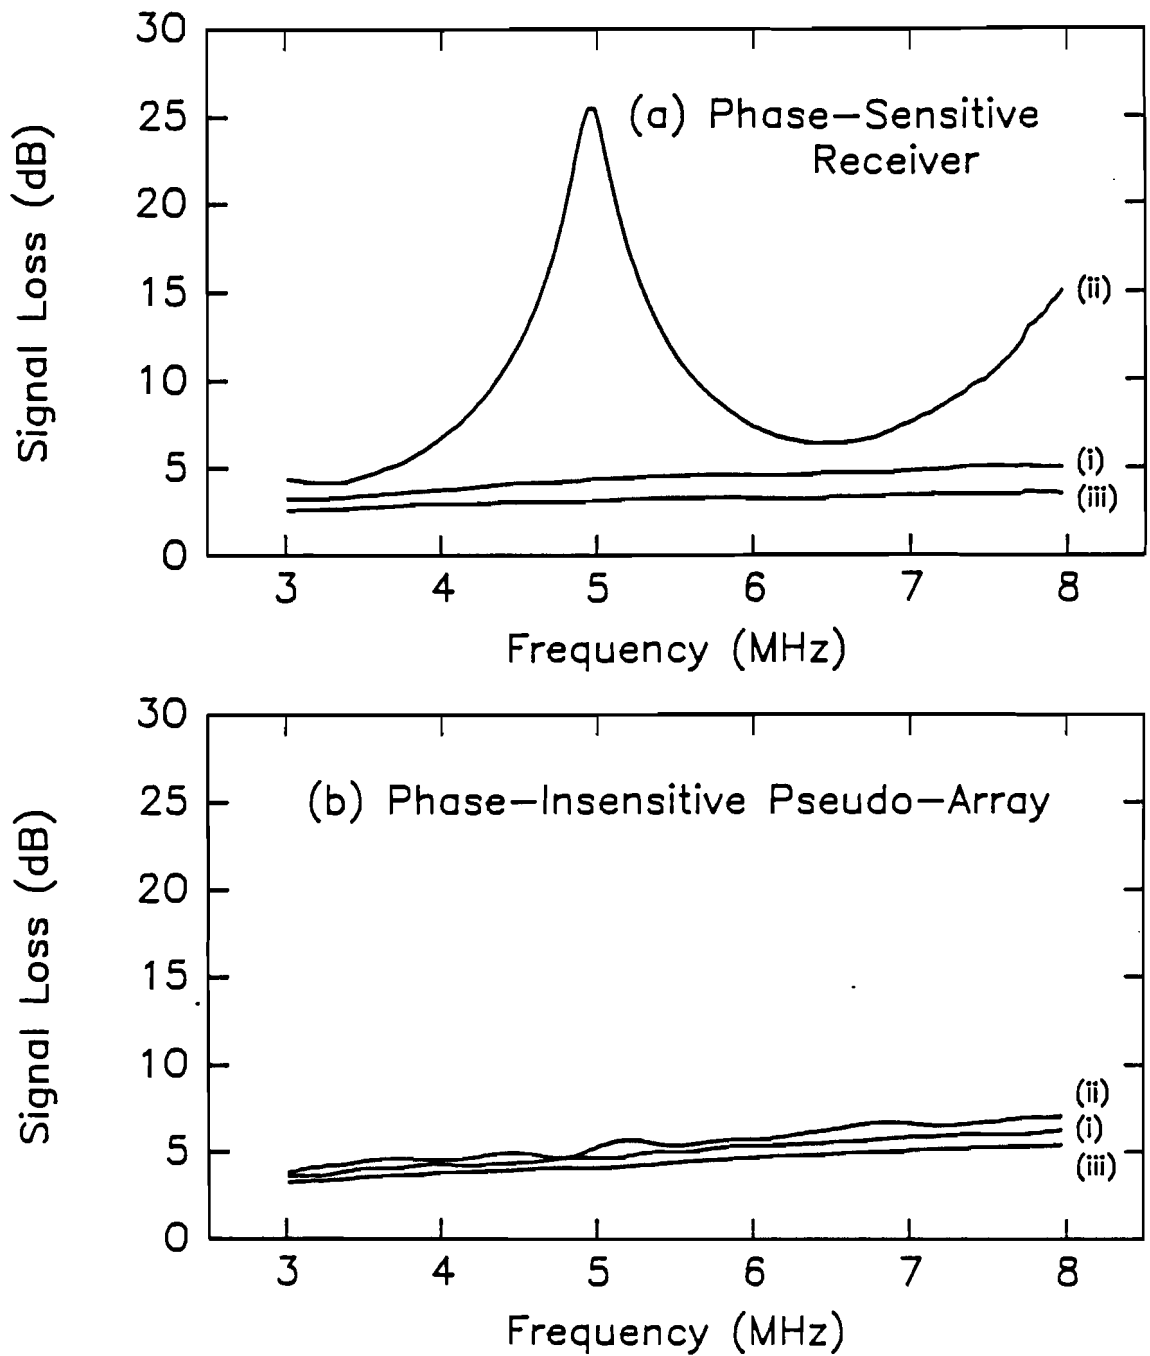 30
25
20
15
10
5
0
Signal Loss (dB)
(a) Phase-Sensitive
Receiver
(ii)
(i)
(iii)
3 4 5 6 7 8
Frequency (MHz)
30
25
20
15
10
5
0
Signal Loss (dB)
(b) Phase-Insensitive Pseudo-Array
(ii)
(i)
(iii)
3 4 5 6 7 8
Frequency (MHz)